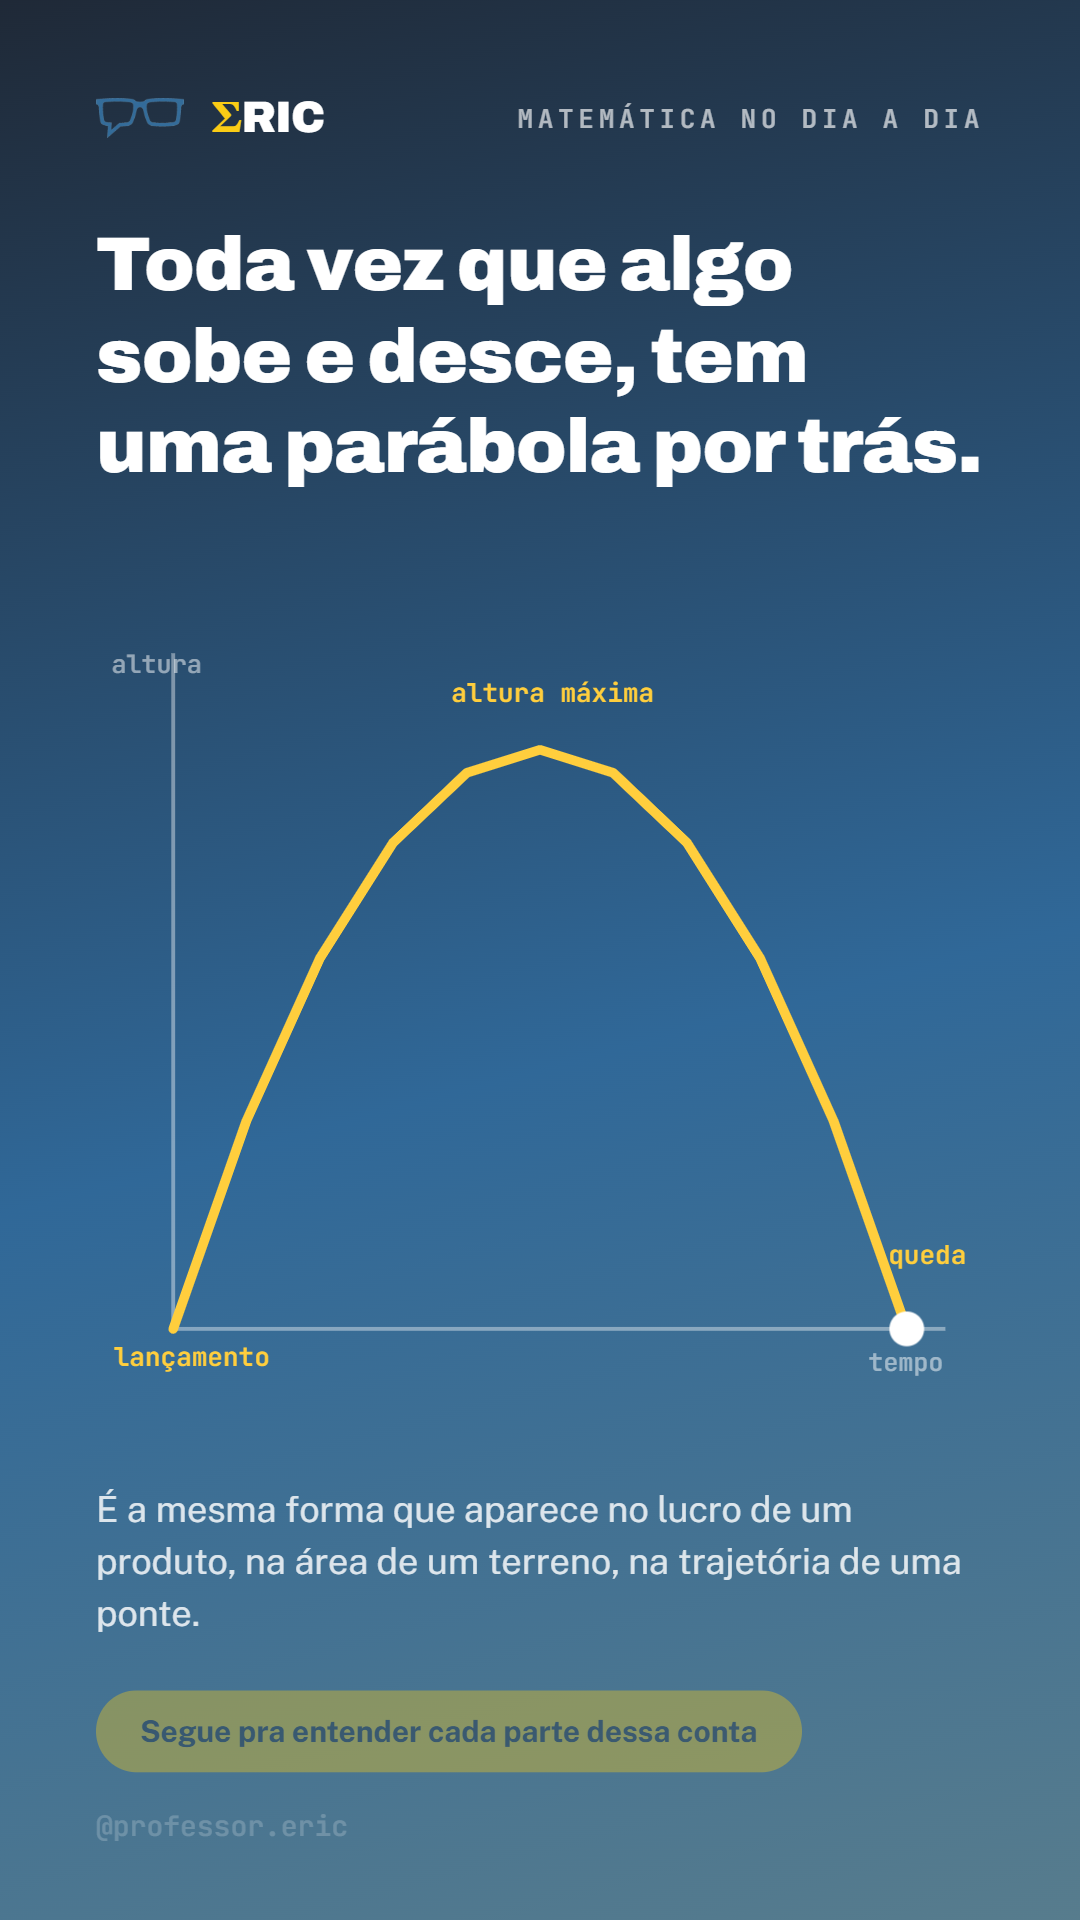 ΣRIC
MATEMÁTICA NO DIA A DIA
Toda vez que algo
sobe e desce, tem
uma parábola por trás.
altura
altura máxima
queda
lançamento
tempo
É a mesma forma que aparece no lucro de um
produto, na área de um terreno, na trajetória de uma
ponte.
Segue pra entender cada parte dessa conta
@professor.eric